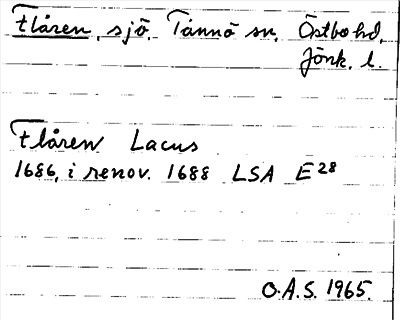 Flåren, sjö. Tånnö sn, Östbo hd,
Jönk. l.
Flåren Lacus
1686, i renov. 1688 LSA E28
O.A.S. 1965.